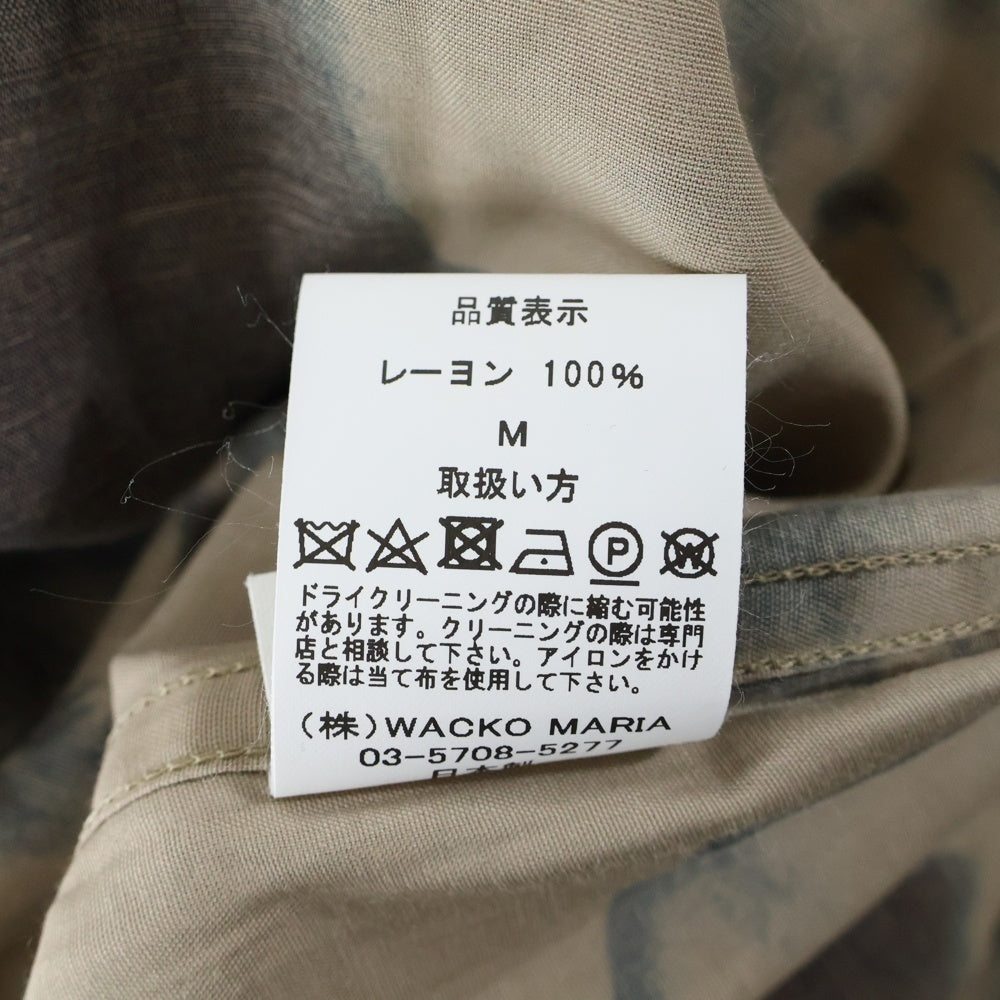 品質表示
レーヨン 100%
M
取扱い方
P
W
ドライクリーニングの際に縮む可能性
があります。クリーニングの際は専門
店と相談して下さい。アイロンをかけ
る際は当て布を使用して下さい。
(株)WACKO MARIA
03-5708-5277
日本製